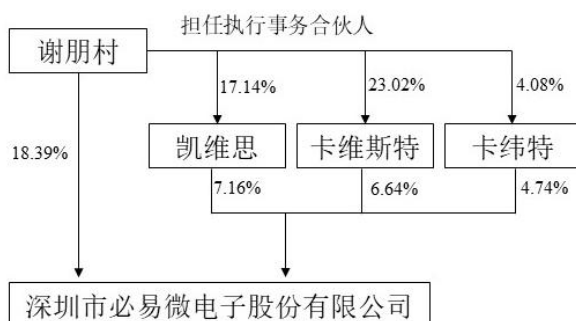 担任执行事务合伙人
谢朋村
17.14%
23.02%
4.08%
18.39%
凯维思
卡维斯特
卡纬特
7.16%
6.64%
4.74%
深圳市必易微电子股份有限公司